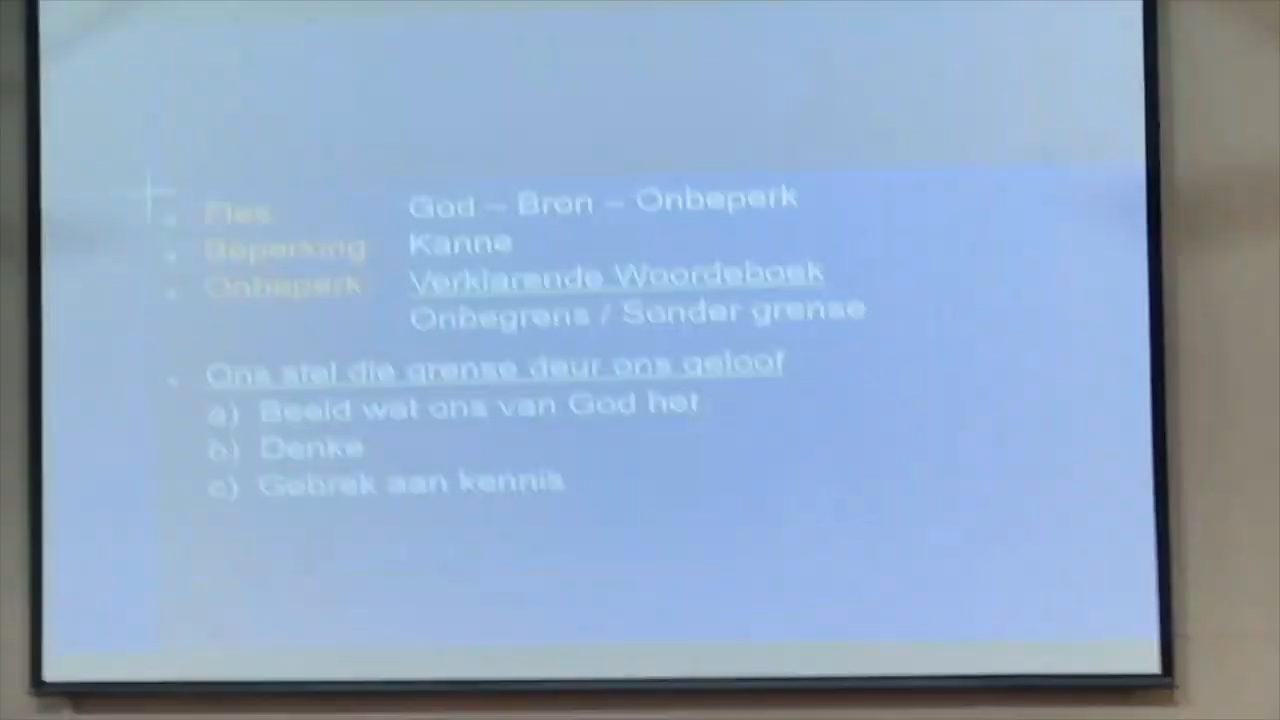 • Fles God – Bron – Onbeperk
• Beperking Kanne
• Onbeperk Verklarende Woordeboek
Onbegrens / Sonder grense
• Ons stel die grense deur ons geloof
a) Beeld wat ons van God het
b) Denke
c) Gebrek aan kennis